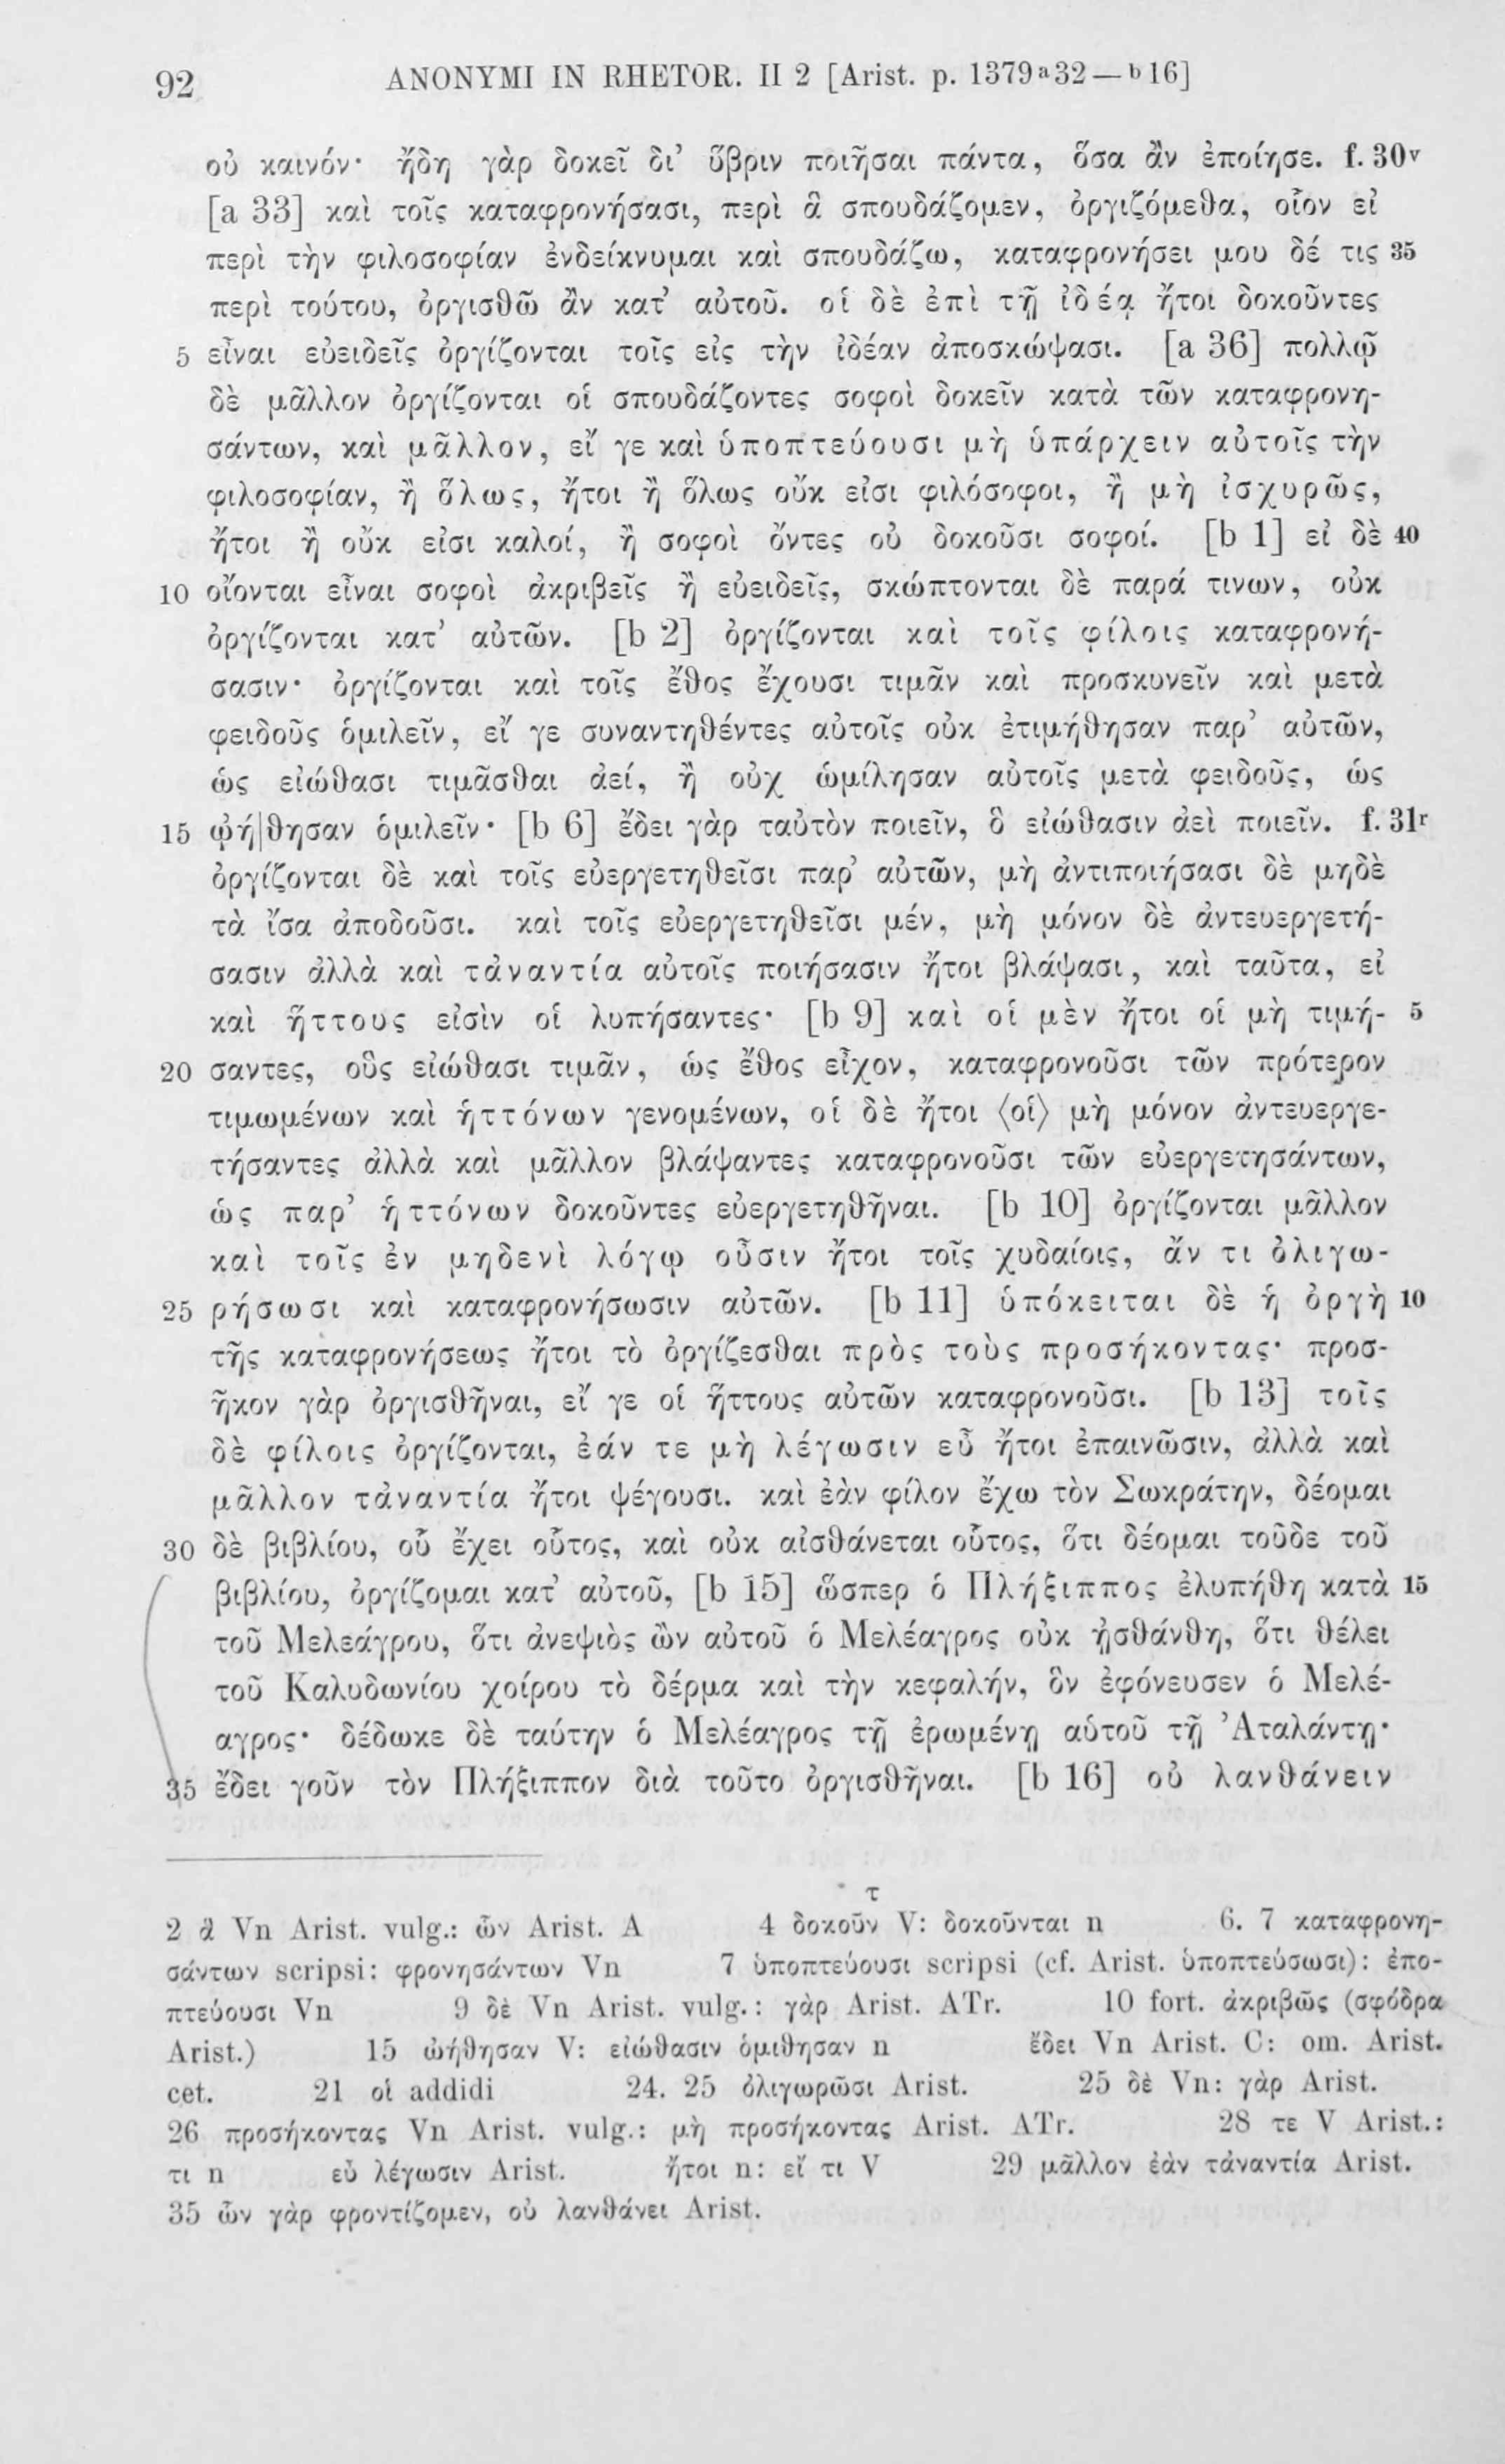 92 ANONYMI IN RHETOR. II 2 [Arist. p. 1379ᵃ32 — ᵇ16]
οὐ καινόν· ἤδη γὰρ δοκεῖ δι’ ὕβριν ποιῆσαι πάντα, ὅσα ἂν ἐποίησε. f. 30ᵛ
[a 33] καὶ τοῖς καταφρονήσασι, περὶ ἃ σπουδάζομεν, ὀργιζόμεθα, οἷον εἰ
περὶ τὴν φιλοσοφίαν ἐνδείκνυμαι καὶ σπουδάζω, καταφρονήσει μου δέ τις 35
περὶ τούτου, ὀργισθῶ ἂν κατ’ αὐτοῦ. οἱ δὲ ἐπὶ τῇ ἰδέᾳ ἤτοι δοκοῦντες
5 εἶναι εὐειδεῖς ὀργίζονται τοῖς εἰς τὴν ἰδέαν ἀποσκώψασι. [a 36] πολλῷ
δὲ μᾶλλον ὀργίζονται οἱ σπουδάζοντες σοφοὶ δοκεῖν κατὰ τῶν καταφρονη-
σάντων, καὶ μᾶλλον, εἴ γε καὶ ὑποπτεύουσι μὴ ὑπάρχειν αὐτοῖς τὴν
φιλοσοφίαν, ἢ ὅλως, ἤτοι ἢ ὅλως οὔκ εἰσι φιλόσοφοι, ἢ μὴ ἰσχυρῶς,
ἤτοι ἢ οὔκ εἰσι καλοί, ἢ σοφοὶ ὄντες οὐ δοκοῦσι σοφοί. [b 1] εἰ δὲ 40
10 οἴονται εἶναι σοφοὶ ἀκριβεῖς ἢ εὐειδεῖς, σκώπτονται δὲ παρά τινων, οὐκ
ὀργίζονται κατ’ αὐτῶν. [b 2] ὀργίζονται καὶ τοῖς φίλοις καταφρονή-
σασιν· ὀργίζονται καὶ τοῖς ἔθος ἔχουσι τιμᾶν καὶ προσκυνεῖν καὶ μετὰ
φειδοῦς ὁμιλεῖν, εἴ γε συναντηθέντες αὐτοῖς οὐκ ἐτιμήθησαν παρ’ αὐτῶν,
ὡς εἰώθασι τιμᾶσθαι ἀεί, ἢ οὐχ ὡμίλησαν αὐτοῖς μετὰ φειδοῦς, ὡς
15 ᾠή|θησαν ὁμιλεῖν· [b 6] ἔδει γὰρ ταὐτὸν ποιεῖν, ὃ εἰώθασιν ἀεὶ ποιεῖν. f. 31ʳ
ὀργίζονται δὲ καὶ τοῖς εὐεργετηθεῖσι παρ’ αὐτῶν, μὴ ἀντιποιήσασι δὲ μηδὲ
τὰ ἴσα ἀποδοῦσι. καὶ τοῖς εὐεργετηθεῖσι μέν, μὴ μόνον δὲ ἀντευεργετή-
σασιν ἀλλὰ καὶ τἀναντία αὐτοῖς ποιήσασιν ἤτοι βλάψασι, καὶ ταῦτα, εἰ
καὶ ἥττους εἰσὶν οἱ λυπήσαντες· [b 9] καὶ οἱ μὲν ἤτοι οἱ μὴ τιμή- 5
20 σαντες, οὓς εἰώθασι τιμᾶν, ὡς ἔθος εἶχον, καταφρονοῦσι τῶν πρότερον
τιμωμένων καὶ ἡττόνων γενομένων, οἱ δὲ ἤτοι ⟨οἱ⟩ μὴ μόνον ἀντευεργε-
τήσαντες ἀλλὰ καὶ μᾶλλον βλάψαντες καταφρονοῦσι τῶν εὐεργετησάντων,
ὡς παρ’ ἡττόνων δοκοῦντες εὐεργετηθῆναι. [b 10] ὀργίζονται μᾶλλον
καὶ τοῖς ἐν μηδενὶ λόγῳ οὖσιν ἤτοι τοῖς χυδαίοις, ἄν τι ὀλιγω-
25 ρήσωσι καὶ καταφρονήσωσιν αὐτῶν. [b 11] ὑπόκειται δὲ ἡ ὀργὴ 10
τῆς καταφρονήσεως ἤτοι τὸ ὀργίζεσθαι πρὸς τοὺς προσήκοντας· προσ-
ῆκον γὰρ ὀργισθῆναι, εἴ γε οἱ ἥττους αὐτῶν καταφρονοῦσι. [b 13] τοῖς
δὲ φίλοις ὀργίζονται, ἐάν τε μὴ λέγωσιν εὖ ἤτοι ἐπαινῶσιν, ἀλλὰ καὶ
μᾶλλον τἀναντία ἤτοι ψέγουσι. καὶ ἐὰν φίλον ἔχω τὸν Σωκράτην, δέομαι
30 δὲ βιβλίου, οὗ ἔχει οὗτος, καὶ οὐκ αἰσθάνεται οὗτος, ὅτι δέομαι τοῦδε τοῦ
βιβλίου, ὀργίζομαι κατ’ αὐτοῦ, [b 15] ὥσπερ ὁ Πλήξιππος ἐλυπήθη κατὰ 15
τοῦ Μελεάγρου, ὅτι ἀνεψιὸς ὢν αὐτοῦ ὁ Μελέαγρος οὐκ ᾐσθάνθη, ὅτι θέλει
τοῦ Καλυδωνίου χοίρου τὸ δέρμα καὶ τὴν κεφαλήν, ὃν ἐφόνευσεν ὁ Μελέ-
αγρος· δέδωκε δὲ ταύτην ὁ Μελέαγρος τῇ ἐρωμένῃ αὑτοῦ τῇ Ἀταλάντῃ·
35 ἔδει γοῦν τὸν Πλήξιππον διὰ τοῦτο ὀργισθῆναι. [b 16] οὐ λανθάνειν
τ
2 ἃ Vn Arist. vulg.: ὧν Arist. A 4 δοκοῦν V: δοκοῦνται n 6. 7 καταφρονη-
σάντων scripsi: φρονησάντων Vn 7 ὑποπτεύουσι scripsi (cf. Arist. ὑποπτεύσωσι): ἐπο-
πτεύουσι Vn 9 δὲ Vn Arist. vulg.: γὰρ Arist. ATr. 10 fort. ἀκριβῶς (σφόδρα
Arist.) 15 ὠήθησαν V: εἰώθασιν ὁμιθησαν n ἔδει Vn Arist. C: om. Arist.
cet. 21 οἱ addidi 24. 25 ὀλιγωρῶσι Arist. 25 δὲ Vn: γὰρ Arist.
26 προσήκοντας Vn Arist. vulg.: μὴ προσήκοντας Arist. ATr. 28 τε V Arist.:
τι n εὖ λέγωσιν Arist. ἤτοι n: εἴ τι V 29 μᾶλλον ἐὰν τἀναντία Arist.
35 ὧν γὰρ φροντίζομεν, οὐ λανθάνει Arist.